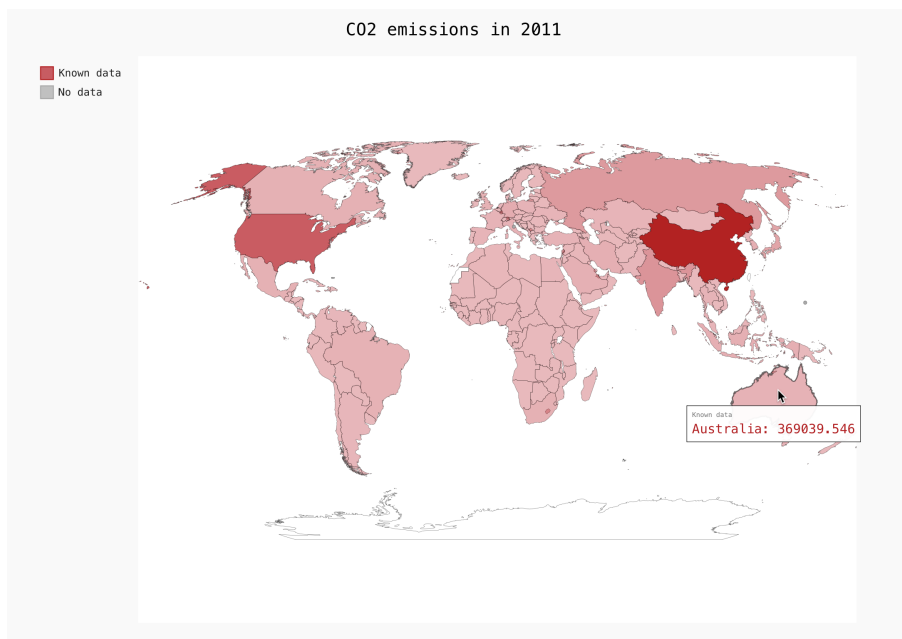 CO2 emissions in 2011
Known data
No data
Known data
Australia: 369039.546